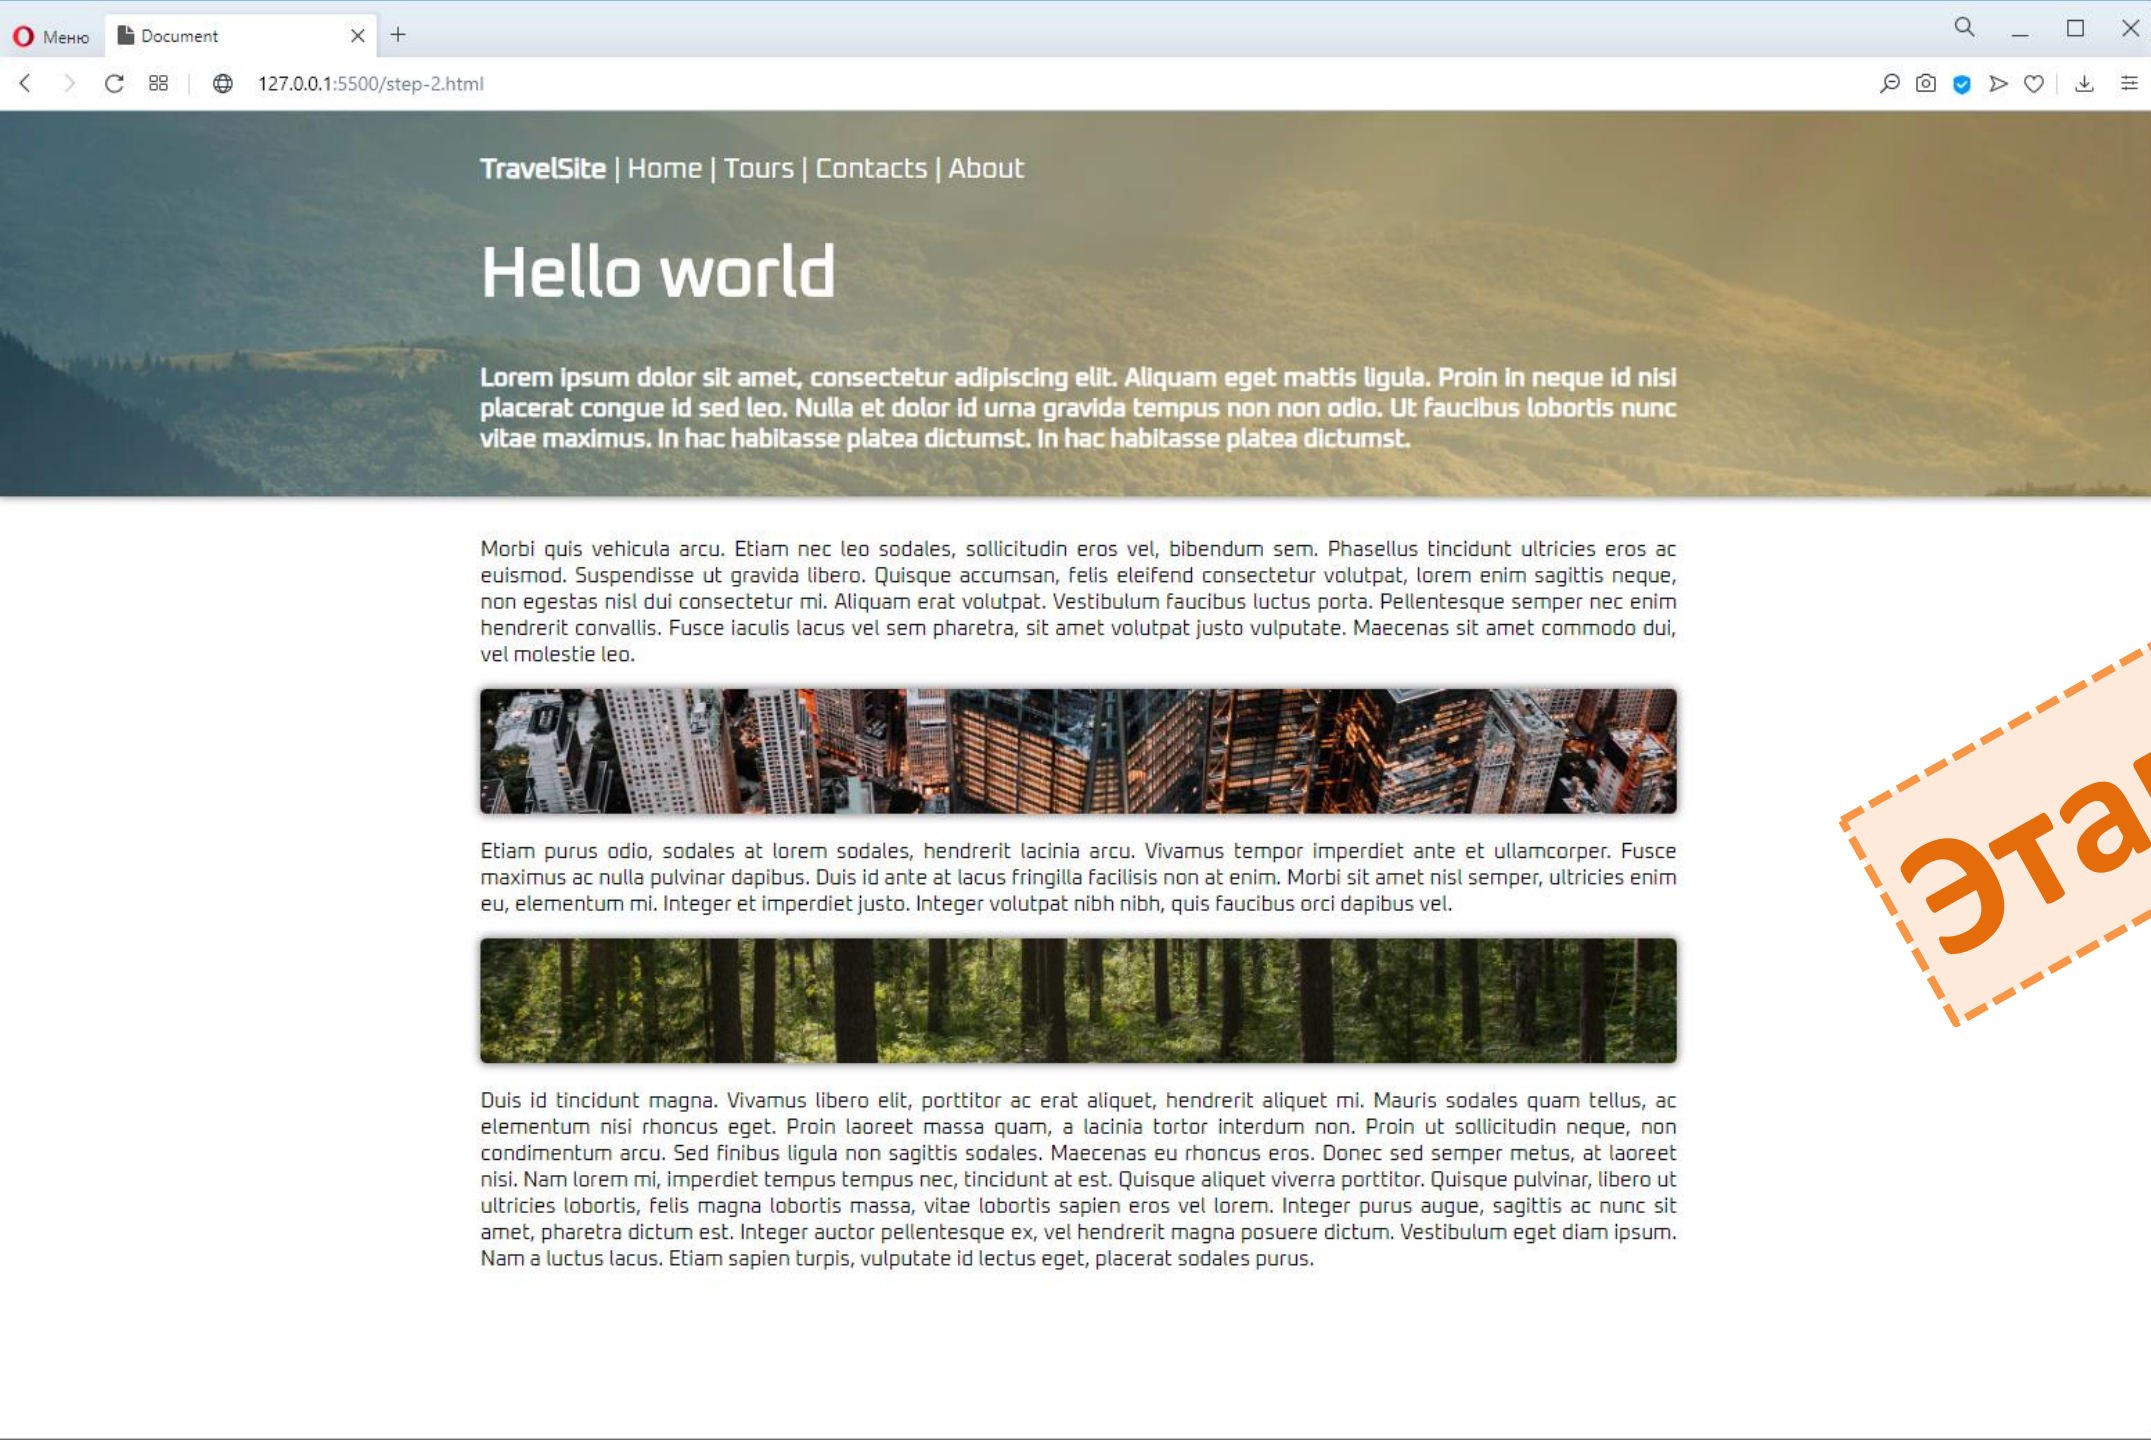 Меню
Document
127.0.0.1:5500/step-2.html
TravelSite | Home | Tours | Contacts | About
Hello world
Lorem ipsum dolor sit amet, consectetur adipiscing elit. Aliquam eget mattis ligula. Proin in neque id nisi
placerat congue id sed leo. Nulla et dolor id urna gravida tempus non non odio. Ut faucibus lobortis nunc
vitae maximus. In hac habitasse platea dictumst. In hac habitasse platea dictumst.
Morbi quis vehicula arcu. Etiam nec leo sodales, sollicitudin eros vel, bibendum sem. Phasellus tincidunt ultricies eros ac
euismod. Suspendisse ut gravida libero. Quisque accumsan, felis eleifend consectetur volutpat, lorem enim sagittis neque,
non egestas nisl dui consectetur mi. Aliquam erat volutpat. Vestibulum faucibus luctus porta. Pellentesque semper nec enim
hendrerit convallis. Fusce iaculis lacus vel sem pharetra, sit amet volutpat justo vulputate. Maecenas sit amet commodo dui,
vel molestie leo.
Etiam purus odio, sodales at lorem sodales, hendrerit lacinia arcu. Vivamus tempor imperdiet ante et ullamcorper. Fusce
maximus ac nulla pulvinar dapibus. Duis id ante at lacus fringilla facilisis non at enim. Morbi sit amet nisl semper, ultricies enim
eu, elementum mi. Integer et imperdiet justo. Integer volutpat nibh nibh, quis faucibus orci dapibus vel.
Duis id tincidunt magna. Vivamus libero elit, porttitor ac erat aliquet, hendrerit aliquet mi. Mauris sodales quam tellus, ac
elementum nisi rhoncus eget. Proin laoreet massa quam, a lacinia tortor interdum non. Proin ut sollicitudin neque, non
condimentum arcu. Sed finibus ligula non sagittis sodales. Maecenas eu rhoncus eros. Donec sed semper metus, at laoreet
nisi. Nam lorem mi, imperdiet tempus tempus nec, tincidunt at est. Quisque aliquet viverra porttitor. Quisque pulvinar, libero ut
ultricies lobortis, felis magna lobortis massa, vitae lobortis sapien eros vel lorem. Integer purus augue, sagittis ac nunc sit
amet, pharetra dictum est. Integer auctor pellentesque ex, vel hendrerit magna posuere dictum. Vestibulum eget diam ipsum.
Nam a luctus lacus. Etiam sapien turpis, vulputate id lectus eget, placerat sodales purus.